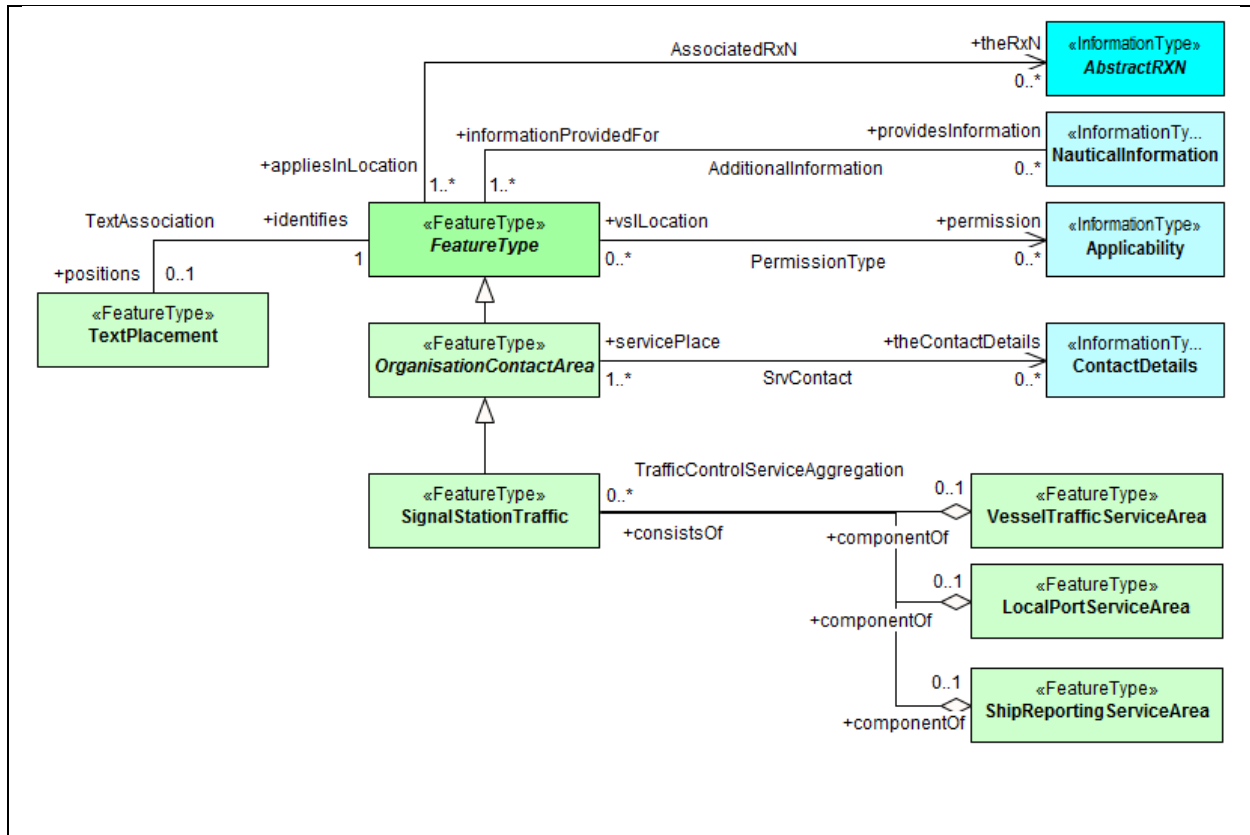 AssociatedRxN
+theRxN
0..*
«InformationType»
AbstractRXN
+appliesInLocation
1..*
+informationProvidedFor
1..*
+providesInformation
AdditionalInformation
0..*
«InformationTy...
NauticalInformation
TextAssociation
+identifies
1
+positions
0..1
«FeatureType»
TextPlacement
«FeatureType»
FeatureType
+vslLocation
0..*
PermissionType
+permission
0..*
«InformationType»
Applicability
«FeatureType»
OrganisationContactArea
+servicePlace
1..*
SrvContact
+theContactDetails
0..*
«InformationTy...
ContactDetails
«FeatureType»
SignalStationTraffic
TrafficControlServiceAggregation
0..*
+consistsOf
0..1
+componentOf
«FeatureType»
VesselTrafficServiceArea
0..1
+componentOf
«FeatureType»
LocalPortServiceArea
0..1
+componentOf
«FeatureType»
ShipReportingServiceArea